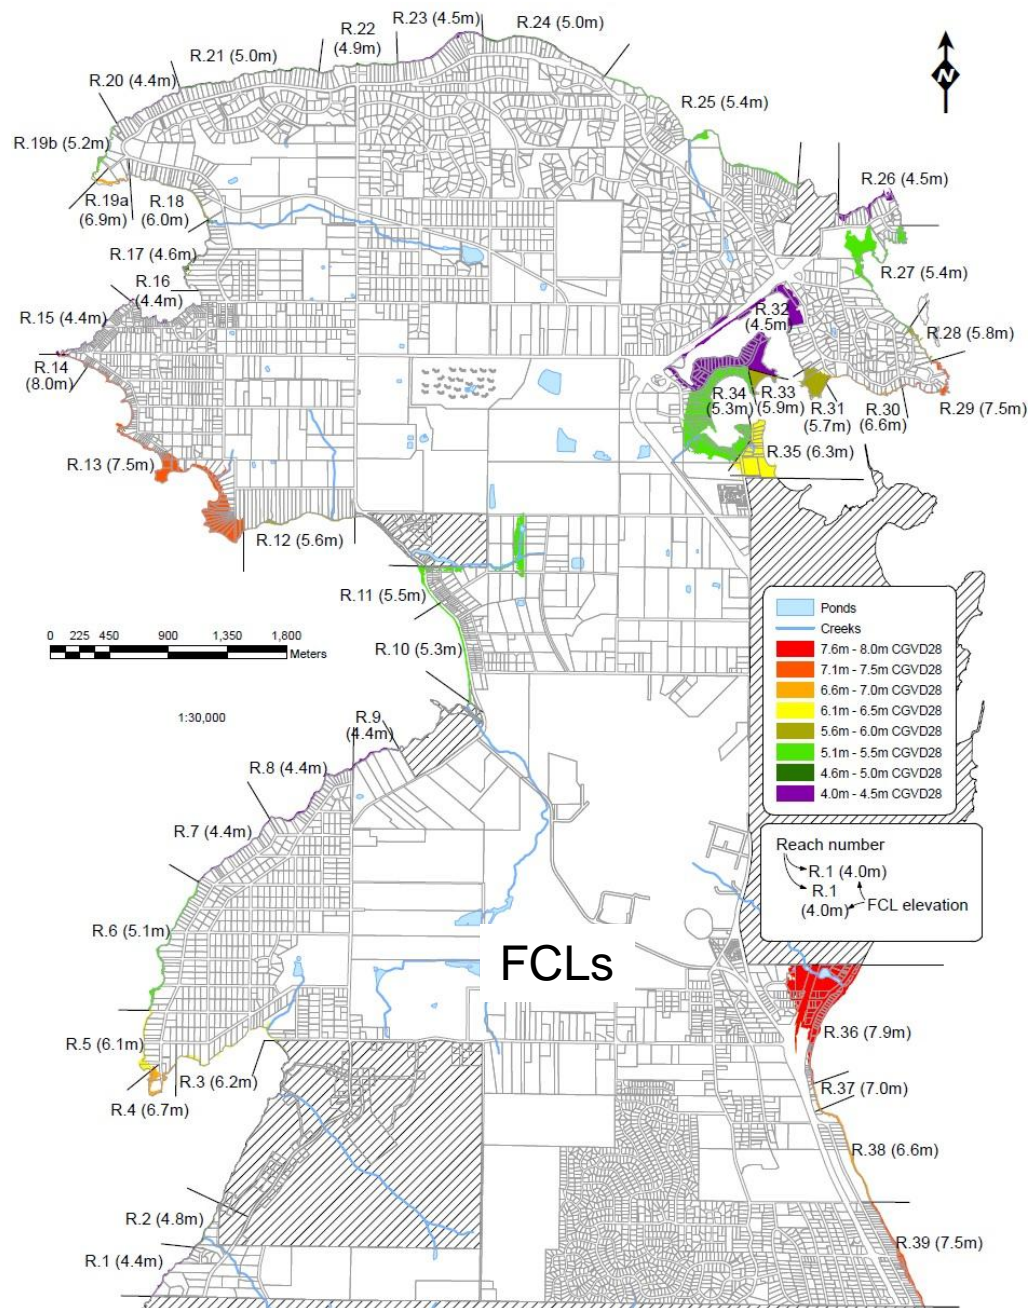 R.23 (4.5m)
R.24 (5.0m)
R.22
(4.9m)
R.21 (5.0m)
R.20 (4.4m)
N
R.25 (5.4m)
R.19b (5.2m)
R.26 (4.5m)
R.19a
(6.9m)
R.18
(6.0m)
R.17 (4.6m)
R.27 (5.4m)
R.16
(4.4m)
R.15 (4.4m)
R.32
(4.5m)
R.28 (5.8m)
R.14
(8.0m)
R.34
(5.3m)
R.33
(5.9m)
R.31
(5.7m)
R.30
(6.6m)
R.29 (7.5m)
R.35 (6.3m)
R.13 (7.5m)
R.12 (5.6m)
R.11 (5.5m)
0 225 450 900 1,350 1,800
Meters
R.10 (5.3m)
1:30,000
Ponds
Creeks
7.6m - 8.0m CGVD28
7.1m - 7.5m CGVD28
6.6m - 7.0m CGVD28
6.1m - 6.5m CGVD28
5.6m - 6.0m CGVD28
5.1m - 5.5m CGVD28
4.6m - 5.0m CGVD28
4.0m - 4.5m CGVD28
R.9
(4.4m)
R.8 (4.4m)
R.7 (4.4m)
Reach number
R.1 (4.0m)
R.1
(4.0m)
FCL elevation
R.6 (5.1m)
FCLs
R.5 (6.1m)
R.36 (7.9m)
R.3 (6.2m)
R.4 (6.7m)
R.37 (7.0m)
R.38 (6.6m)
R.2 (4.8m)
R.1 (4.4m)
R.39 (7.5m)